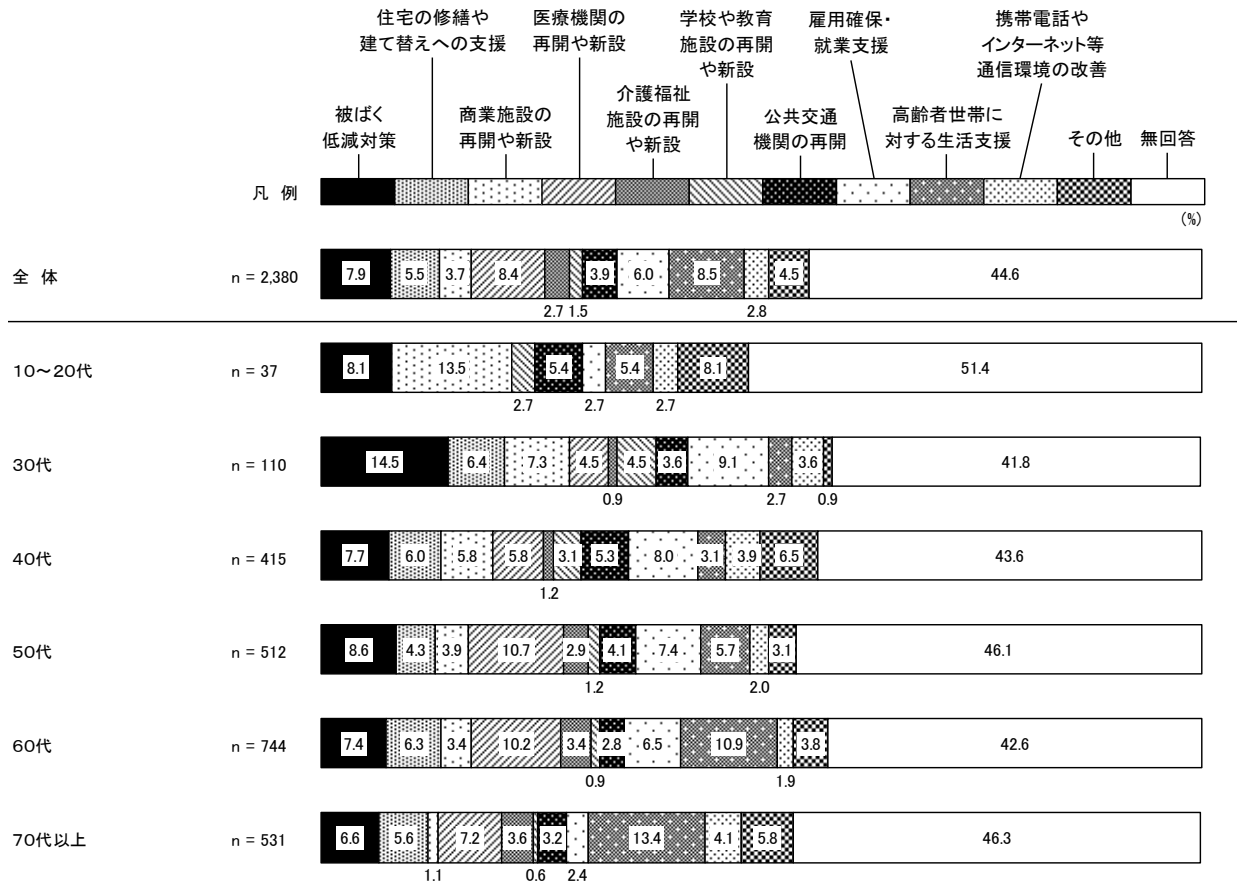 住宅の修繕や
建て替えへの支援
医療機関の
再開や新設
学校や教育
施設の再開
や新設
雇用確保・
就業支援
携帯電話や
インターネット等
通信環境の改善
被ばく
低減対策
商業施設の
再開や新設
介護福祉
施設の再開
や新設
公共交通
機関の再開
高齢者世帯に
対する生活支援
その他
無回答
凡 例
(%)
全 体 n = 2,380 7.9 5.5 3.7 8.4 3.9 6.0 8.5 4.5 44.6
2.7 1.5 2.8
10～20代 n = 37 8.1 13.5 5.4 5.4 8.1 51.4
2.7 2.7 2.7
30代 n = 110 14.5 6.4 7.3 4.5 4.5 3.6 9.1 3.6 41.8
0.9 2.7 0.9
40代 n = 415 7.7 6.0 5.8 5.8 3.1 5.3 8.0 3.1 3.9 6.5 43.6
1.2
50代 n = 512 8.6 4.3 3.9 10.7 2.9 4.1 7.4 5.7 3.1 46.1
1.2 2.0
60代 n = 744 7.4 6.3 3.4 10.2 3.4 2.8 6.5 10.9 3.8 42.6
0.9 1.9
70代以上 n = 531 6.6 5.6 7.2 3.6 3.2 13.4 4.1 5.8 46.3
1.1 0.6 2.4